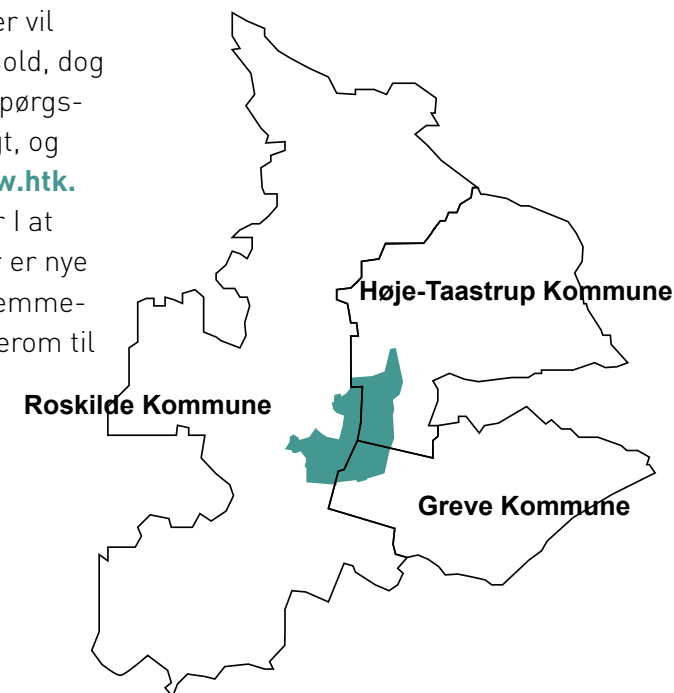 er vil
old, dog
pørgs-
gt, og
w.htk.
r I at
r er nye
emme-
erom til
Høje-Taastrup Kommune
Roskilde Kommune
Greve Kommune